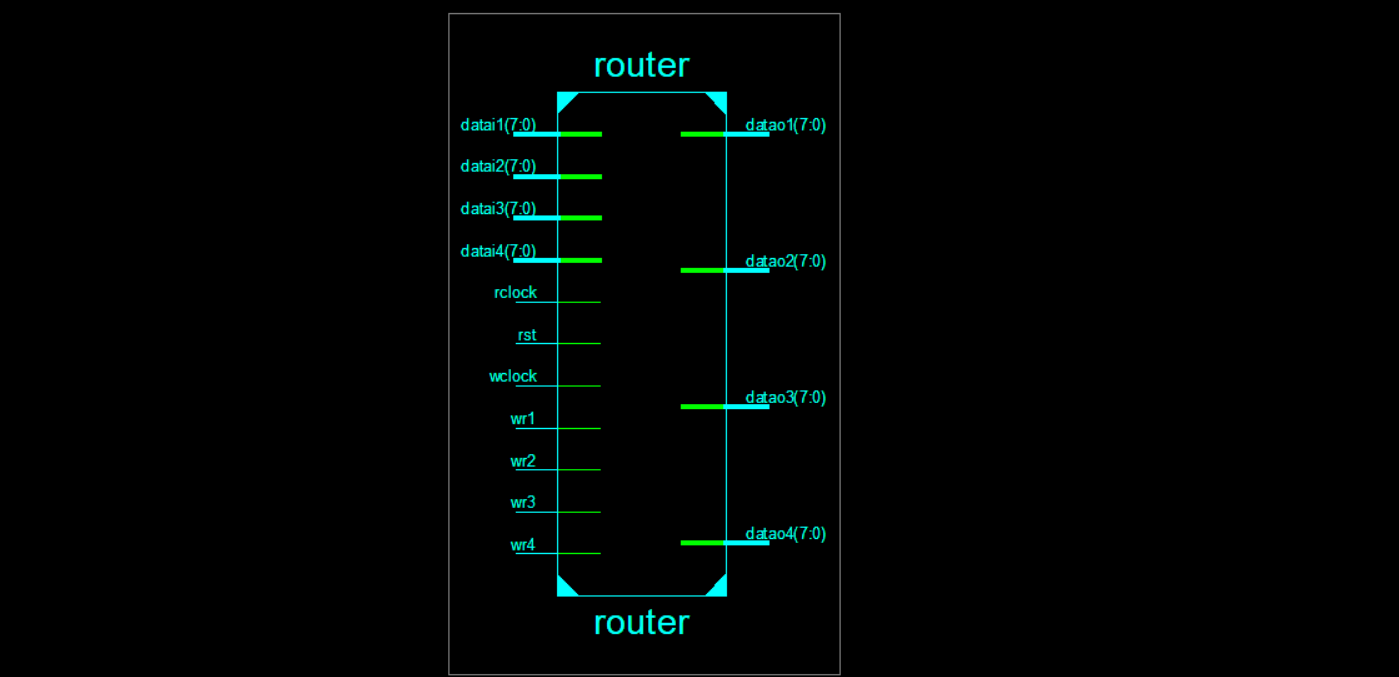 router
datai1(7:0)
datao1(7:0)
datai2(7:0)
datai3(7:0)
datai4(7:0)
datao2(7:0)
rclock
rst
wclock
datao3(7:0)
wr1
wr2
wr3
datao4(7:0)
wr4
router